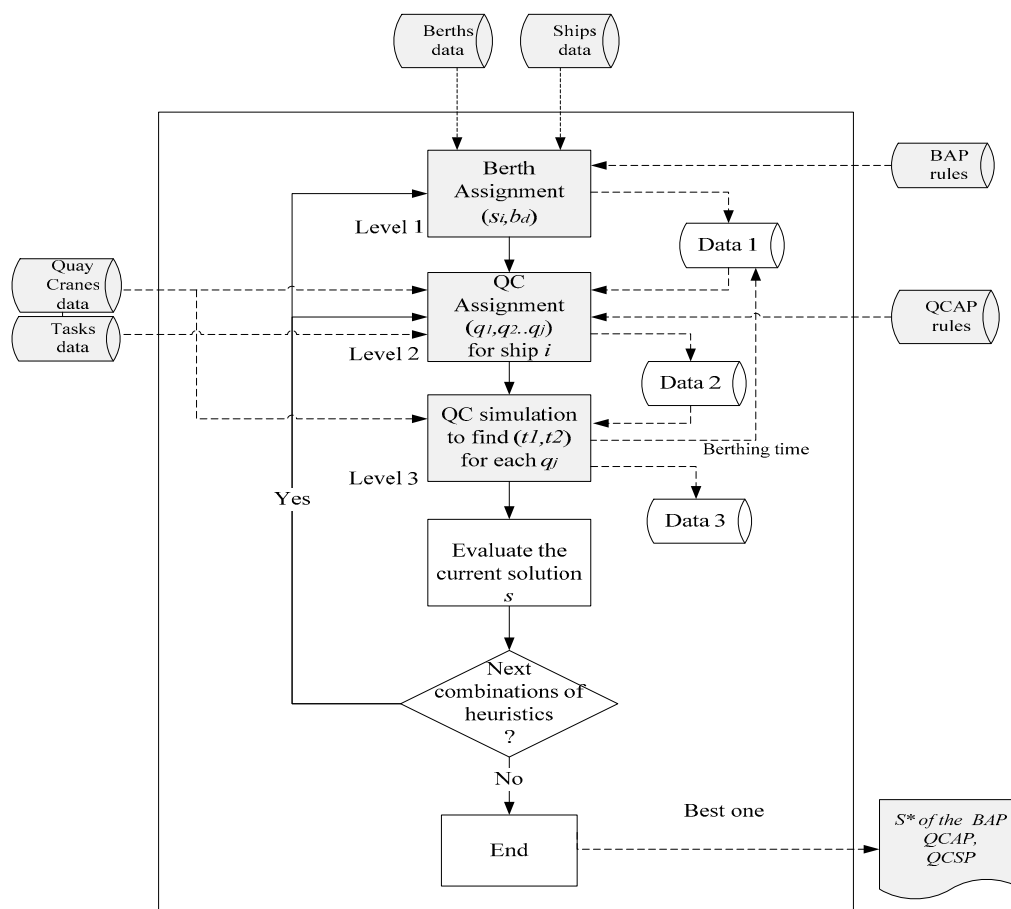 Berths
data
Ships
data
Berth
Assignment
(si,bd)
Level 1
BAP
rules
Data 1
Quay
Cranes
data
Tasks
data
QC
Assignment
(q1,q2..qj)
for ship i
Level 2
QCAP
rules
Data 2
QC simulation
to find (t1,t2)
for each qj
Level 3
Berthing time
Data 3
Yes
Evaluate the
current solution
s
Next
combinations of
heuristics
?
No
End
Best one
S* of the BAP
QCAP,
QCSP